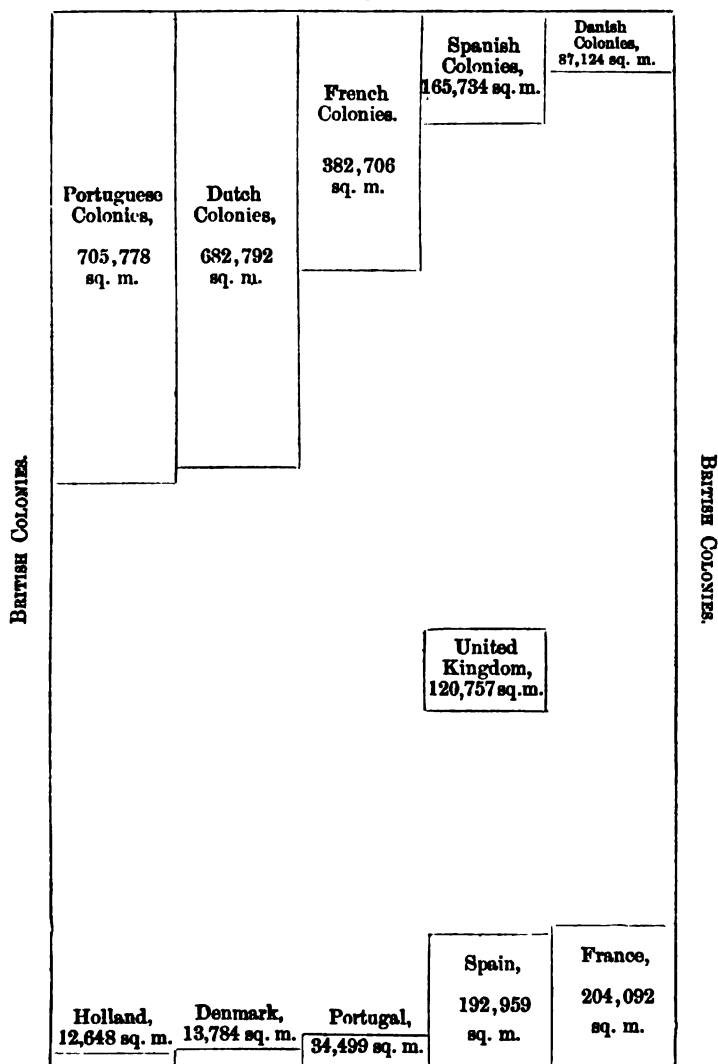 Portuguese
Colonies,
705,778
sq. m.
Dutch
Colonies,
682,792
sq. m.
French
Colonies.
382,706
sq. m.
Spanish
Colonies,
165,734 sq. m.
Danish
Colonies,
87,124 sq. m.
BRITISH COLONIES.
BRITISH COLONIES.
United
Kingdom,
120,757 sq. m.
Holland,
12,648 sq. m.
Denmark,
13,784 sq. m.
Portugal,
34,499 sq. m.
Spain,
192,959
sq. m.
France,
204,092
sq. m.